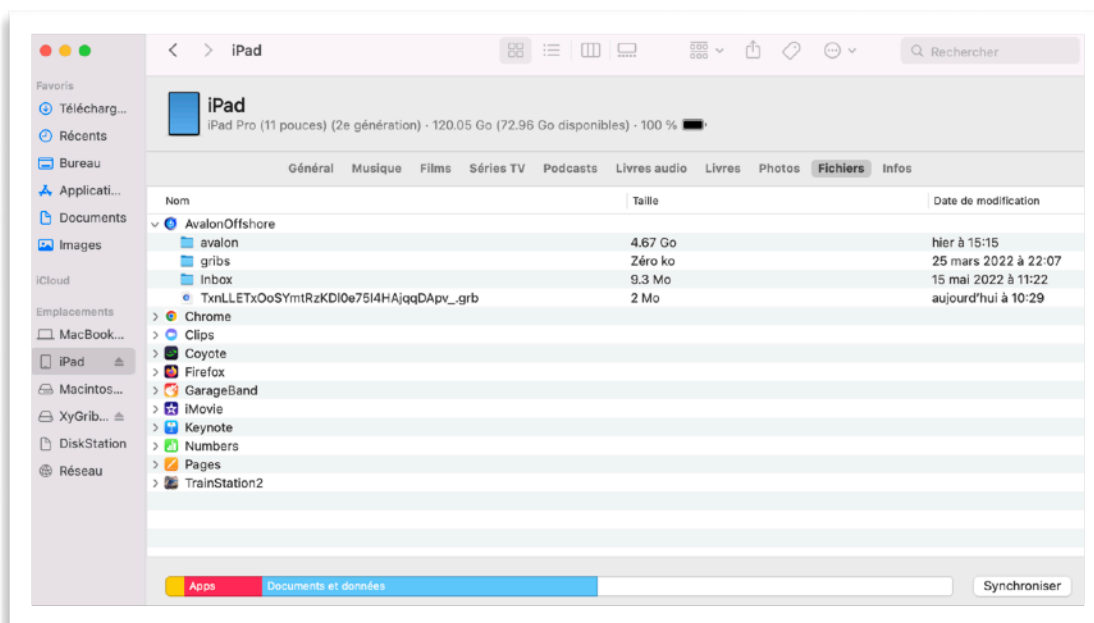 iPad
Rechercher
Favoris
Télécharg...
Récents
Bureau
Applicati...
Documents
Images
iCloud
Emplacements
MacBook...
iPad
Macintos...
XyGrib...
DiskStation
Réseau
iPad
iPad Pro (11 pouces) (2e génération) · 120.05 Go (72.96 Go disponibles) · 100 %
Général Musique Films Séries TV Podcasts Livres audio Livres Photos Fichiers Infos
Nom Taille Date de modification
AvalonOffshore
avalon 4.67 Go hier à 15:15
gribs Zéro ko 25 mars 2022 à 22:07
Inbox 9.3 Mo 15 mai 2022 à 11:22
2 Mo aujourd'hui à 10:29
Chrome
Clips
Coyote
Firefox
GarageBand
iMovie
Keynote
Numbers
Pages
TrainStation2
Apps Documents et données Synchroniser